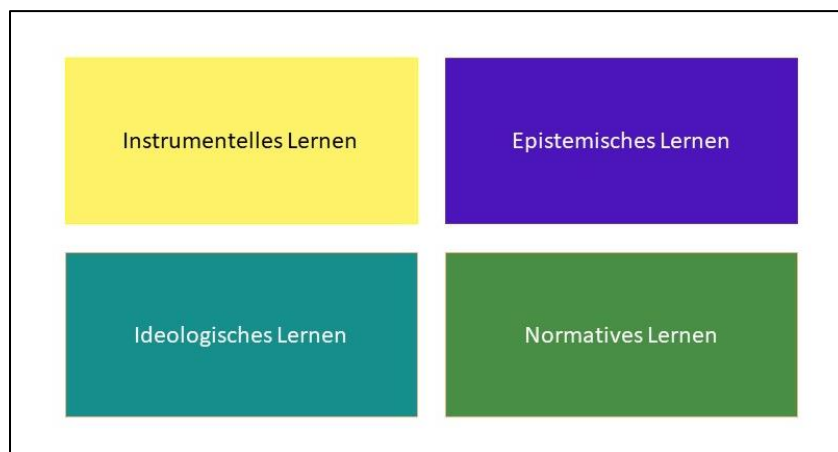 Instrumentelles Lernen
Epistemisches Lernen
Ideologisches Lernen
Normatives Lernen